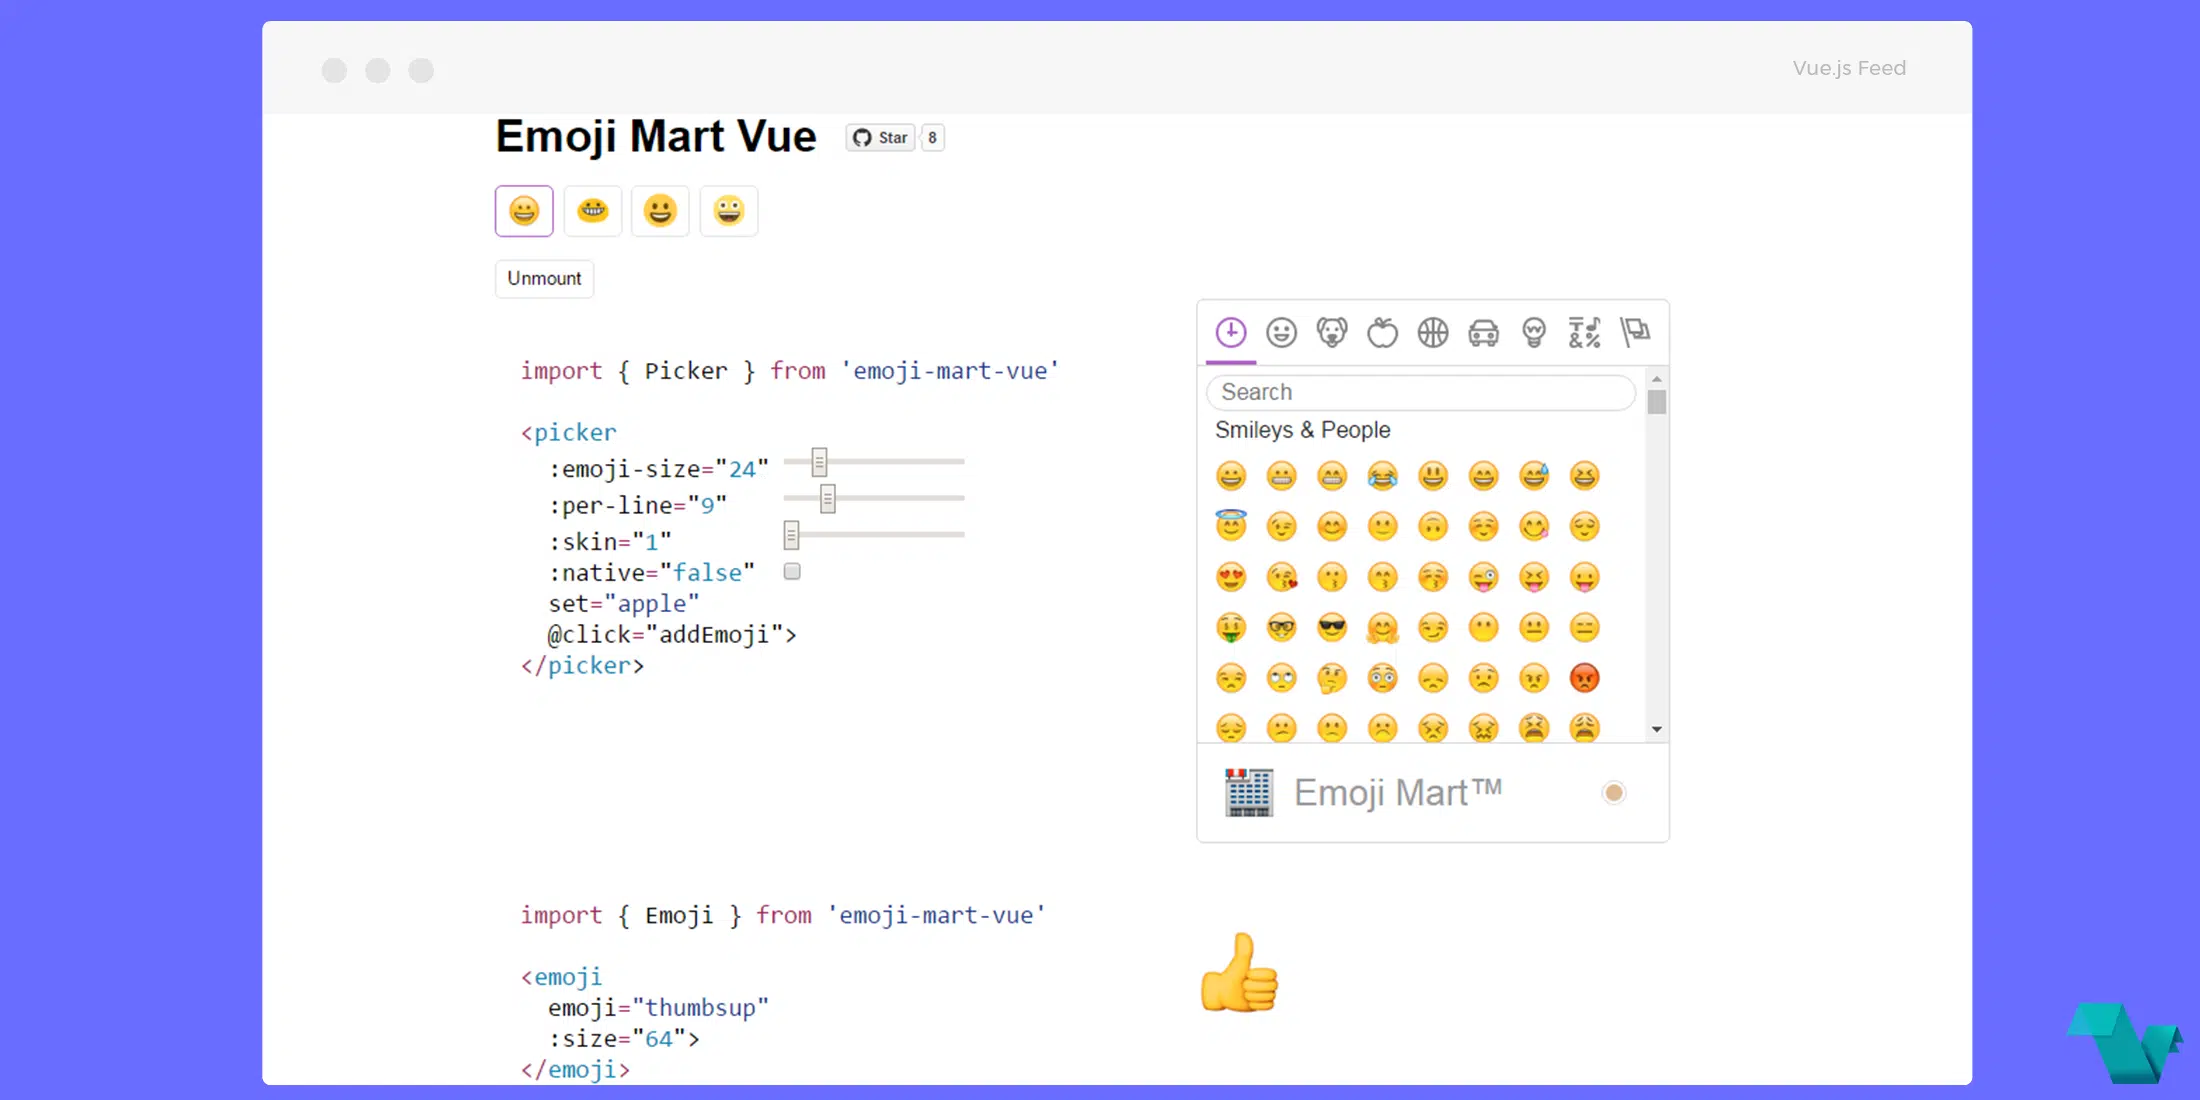 Vue.js Feed
Emoji Mart Vue
Star 8
Unmount
import { Picker } from 'emoji-mart-vue'
<picker
:emoji-size="24"
:per-line="9"
:skin="1"
:native="false"
set="apple"
@click="addEmoji">
</picker>
Search
Smileys & People
Emoji Mart™
import { Emoji } from 'emoji-mart-vue'
<emoji
emoji="thumbsup"
:size="64">
</emoji>